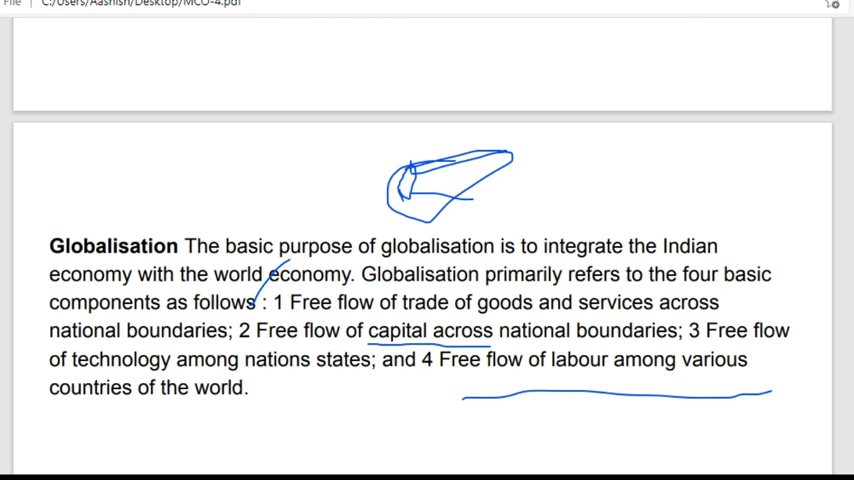 File | C:/Users/Aashish/Desktop/MCO-4.pdf
Globalisation The basic purpose of globalisation is to integrate the Indian
economy with the world economy. Globalisation primarily refers to the four basic
components as follows : 1 Free flow of trade of goods and services across
national boundaries; 2 Free flow of capital across national boundaries; 3 Free flow
of technology among nations states; and 4 Free flow of labour among various
countries of the world.